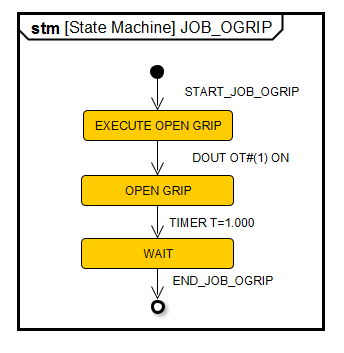 stm [State Machine] JOB_OGRIP
START_JOB_OGRIP
EXECUTE OPEN GRIP
DOUT OT#(1) ON
OPEN GRIP
TIMER T=1.000
WAIT
END_JOB_OGRIP